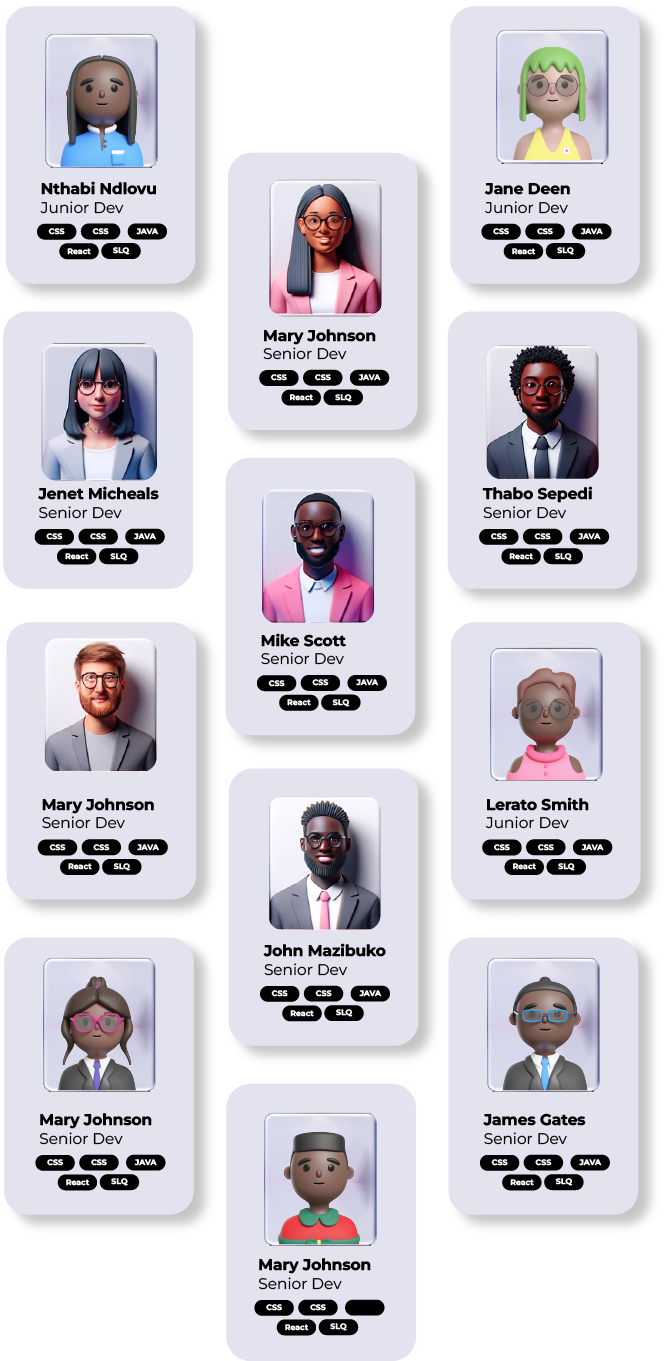 Nthabi Ndlovu
Junior Dev
CSS CSS JAVA
React SLQ
Jenet Micheals
Senior Dev
CSS CSS JAVA
React SLQ
Mary Johnson
Senior Dev
CSS CSS JAVA
React SLQ
Mary Johnson
Senior Dev
CSS CSS JAVA
React SLQ
Mary Johnson
Senior Dev
CSS CSS JAVA
React SLQ
Mike Scott
Senior Dev
CSS CSS JAVA
React SLQ
John Mazibuko
Senior Dev
CSS CSS JAVA
React SLQ
Mary Johnson
Senior Dev
CSS CSS
React SLQ
Jane Deen
Junior Dev
CSS CSS JAVA
React SLQ
Thabo Sepedi
Senior Dev
CSS CSS JAVA
React SLQ
Lerato Smith
Junior Dev
CSS CSS JAVA
React SLQ
James Gates
Senior Dev
CSS CSS JAVA
React SLQ